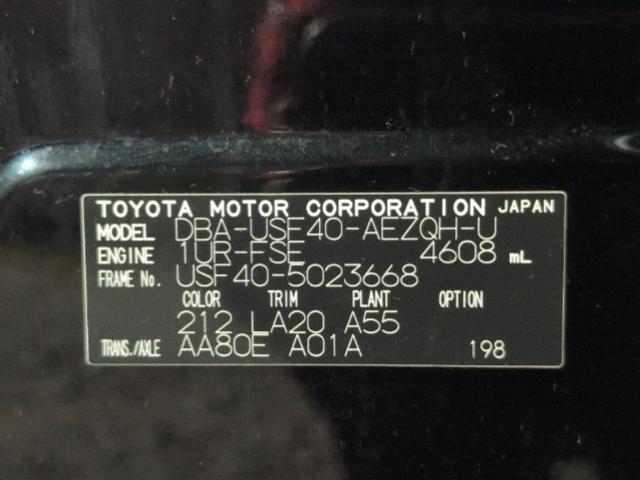 TOYOTA MOTOR CORPORATION JAPAN
MODEL DBA-USF40-AEZQH-U
ENGINE 1UR-FSE 4608 mL
FRAME No. USF40-5023668
COLOR TRIM PLANT OPTION
212 LA20 A55
TRANS./AXLE AA80E A01A 198